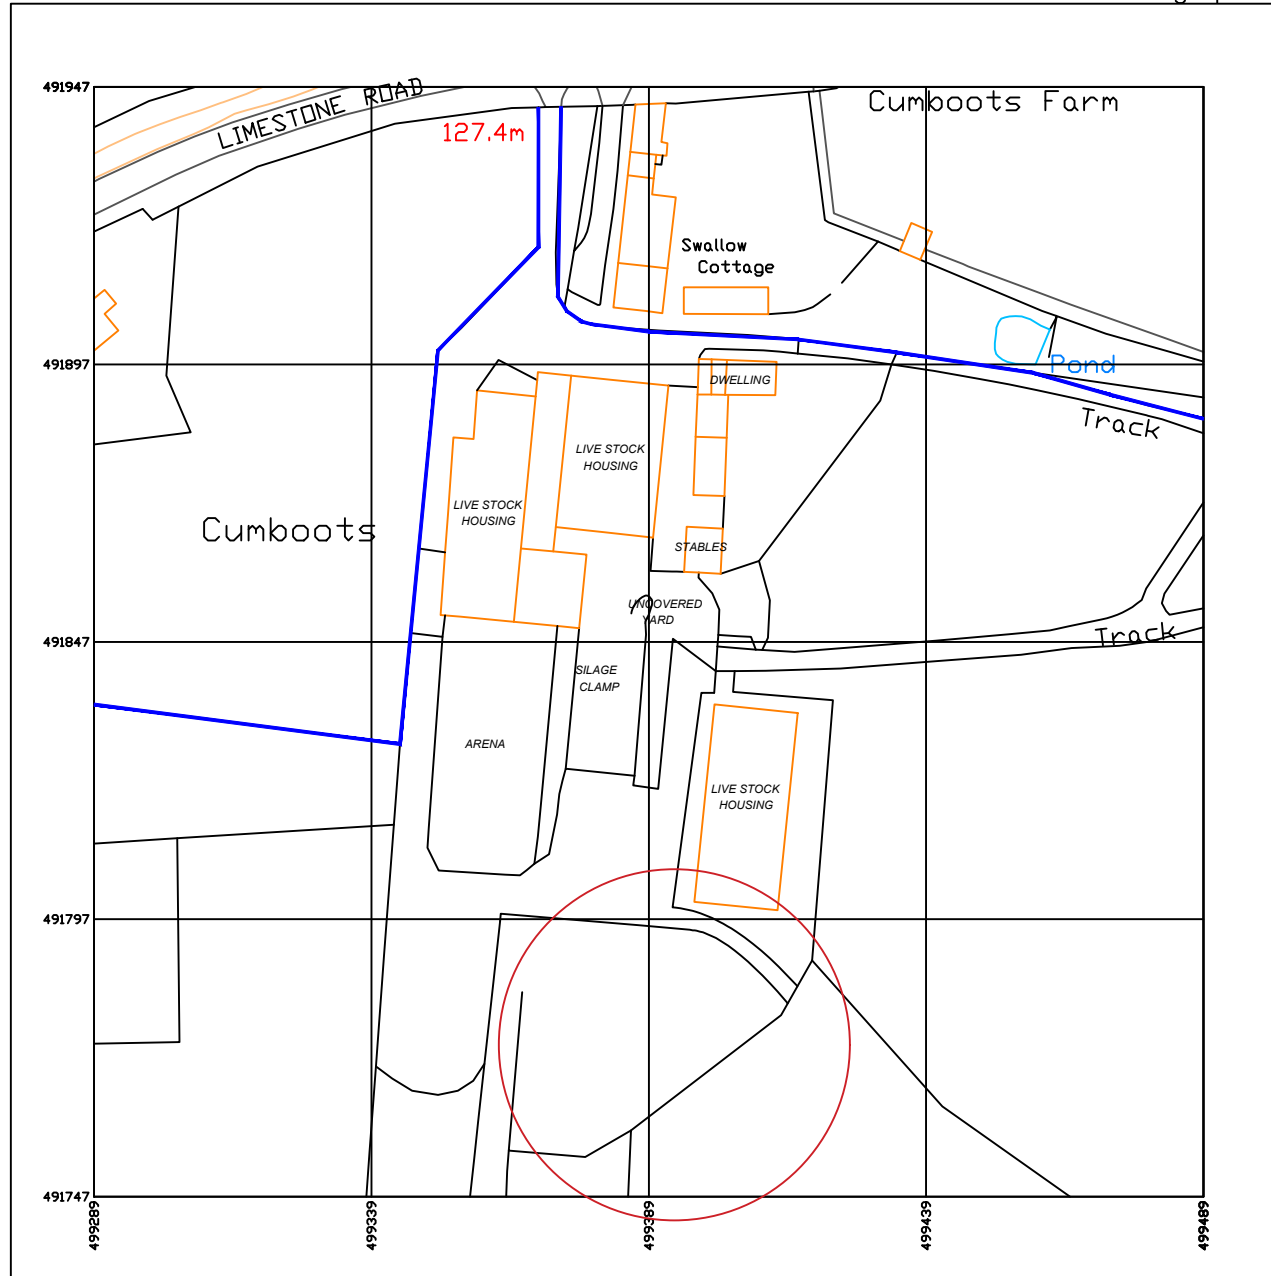 491947
LIMESTONE ROAD
Cumboots Farm
127.4m
Swallow
Cottage
491897
Pond
DWELLING
Track
LIVE STOCK
HOUSING
LIVE STOCK
HOUSING
Cumboots
STABLES
UNCOVERED
YARD
491847
Track
SILAGE
CLAMP
ARENA
LIVE STOCK
HOUSING
491797
491747
499289
499339
499389
499439
499489